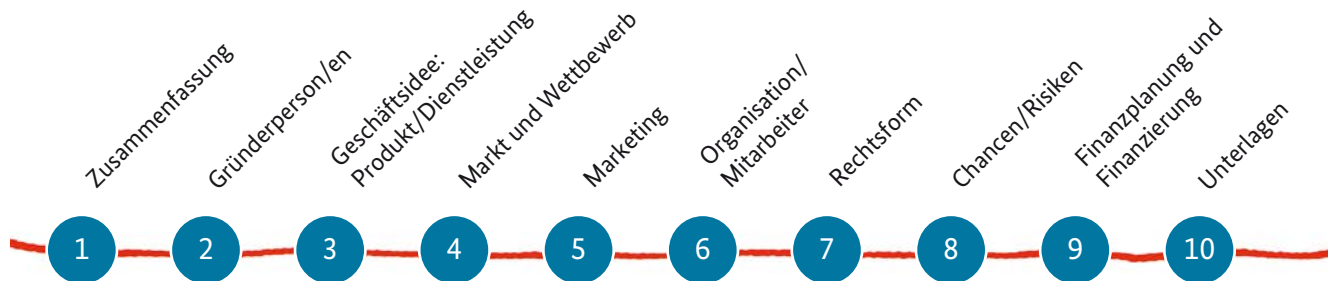 Zusammenfassung
Gründerperson/en
Geschäftsidee:
Produkt/Dienstleistung
Markt und Wettbewerb
Marketing
Organisation/
Mitarbeiter
Rechtsform
Chancen/Risiken
Finanzplanung und
Finanzierung
Unterlagen
1
2
3
4
5
6
7
8
9
10